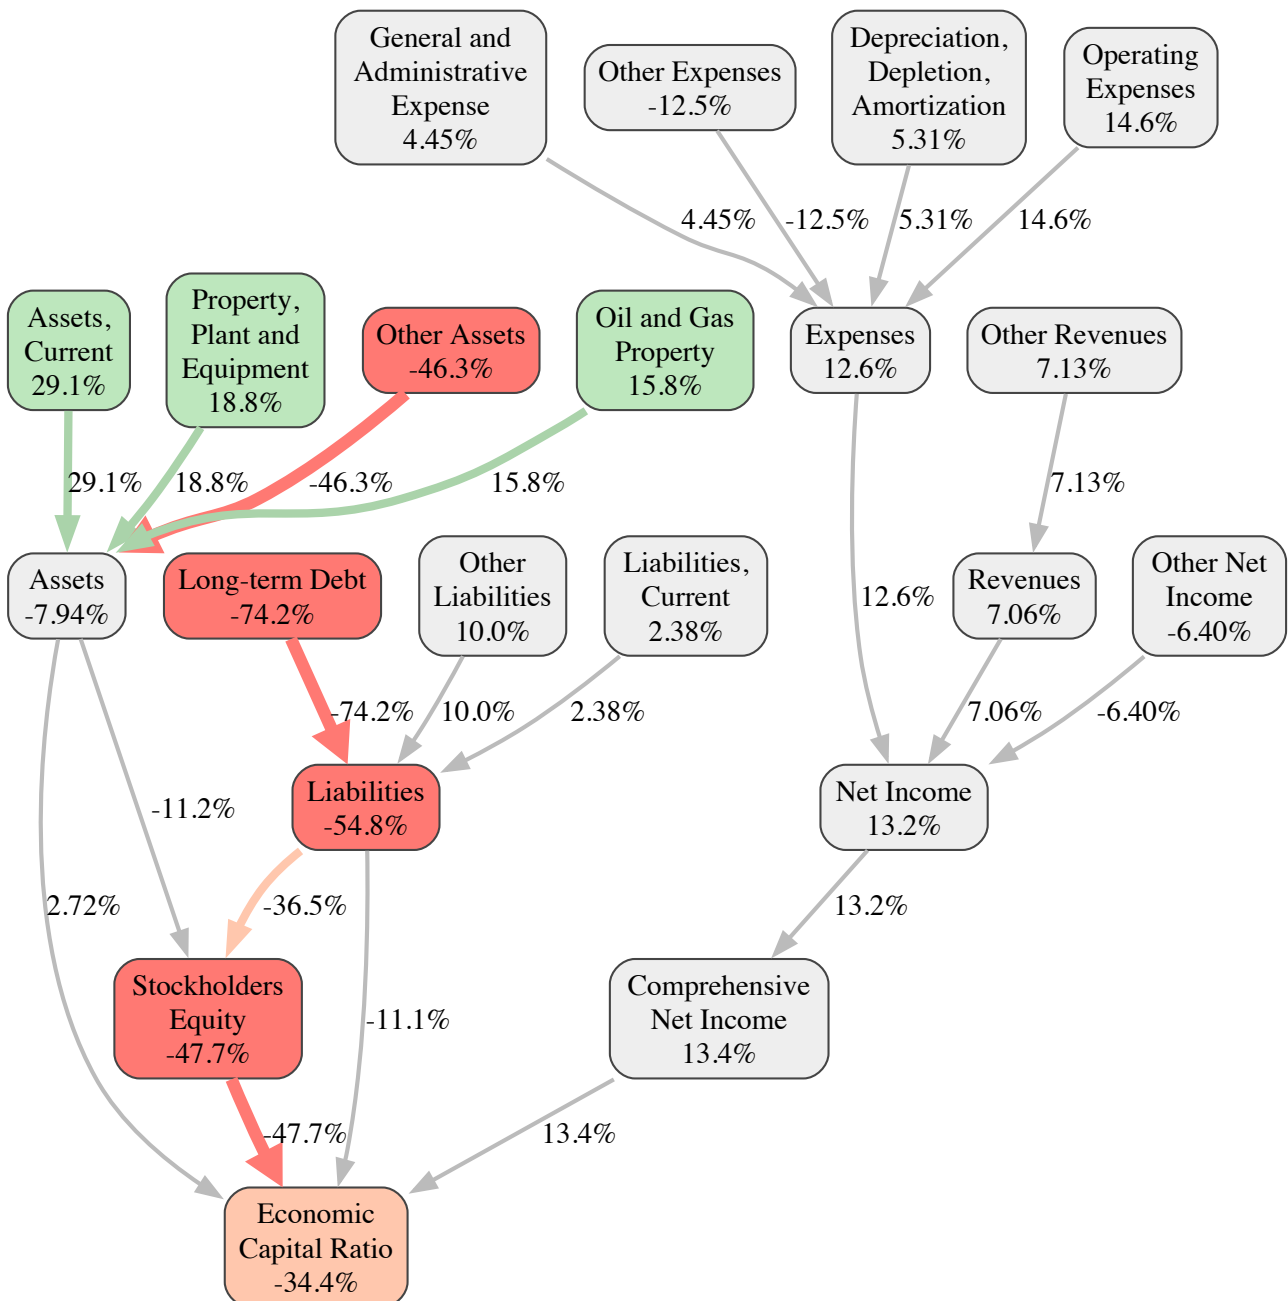 General and
Administrative
Expense
4.45%
Other Expenses
-12.5%
Depreciation,
Depletion,
Amortization
5.31%
Operating
Expenses
14.6%
4.45%
-12.5%
5.31%
14.6%
Assets,
Current
29.1%
Property,
Plant and
Equipment
18.8%
Other Assets
-46.3%
Oil and Gas
Property
15.8%
Expenses
12.6%
Other Revenues
7.13%
29.1%
18.8%
-46.3%
15.8%
7.13%
Assets
-7.94%
Long-term Debt
-74.2%
Other
Liabilities
10.0%
Liabilities,
Current
2.38%
12.6%
Revenues
7.06%
Other Net
Income
-6.40%
-74.2%
10.0%
2.38%
7.06%
-6.40%
-11.2%
Liabilities
-54.8%
Net Income
13.2%
2.72%
-36.5%
13.2%
Stockholders
Equity
-47.7%
-11.1%
Comprehensive
Net Income
13.4%
-47.7%
13.4%
Economic
Capital Ratio
-34.4%